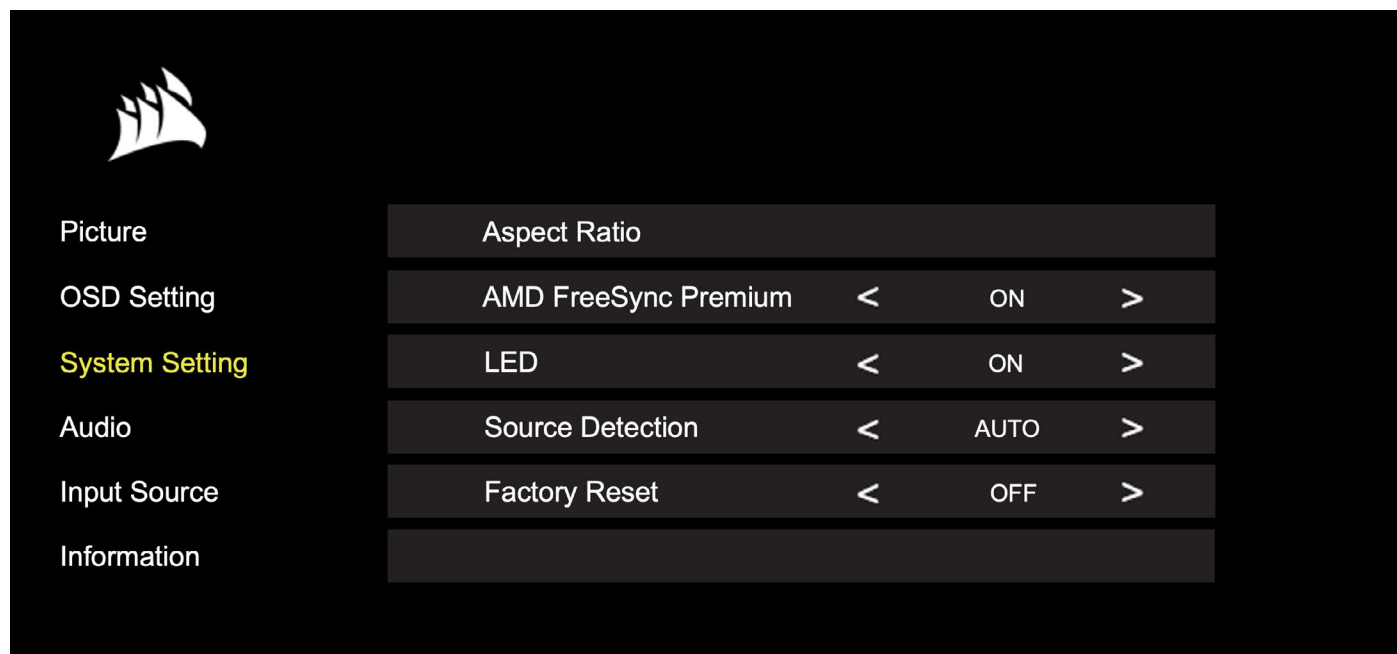 Picture Aspect Ratio
OSD Setting AMD FreeSync Premium < ON >
System Setting LED < ON >
Audio Source Detection < AUTO >
Input Source Factory Reset < OFF >
Information